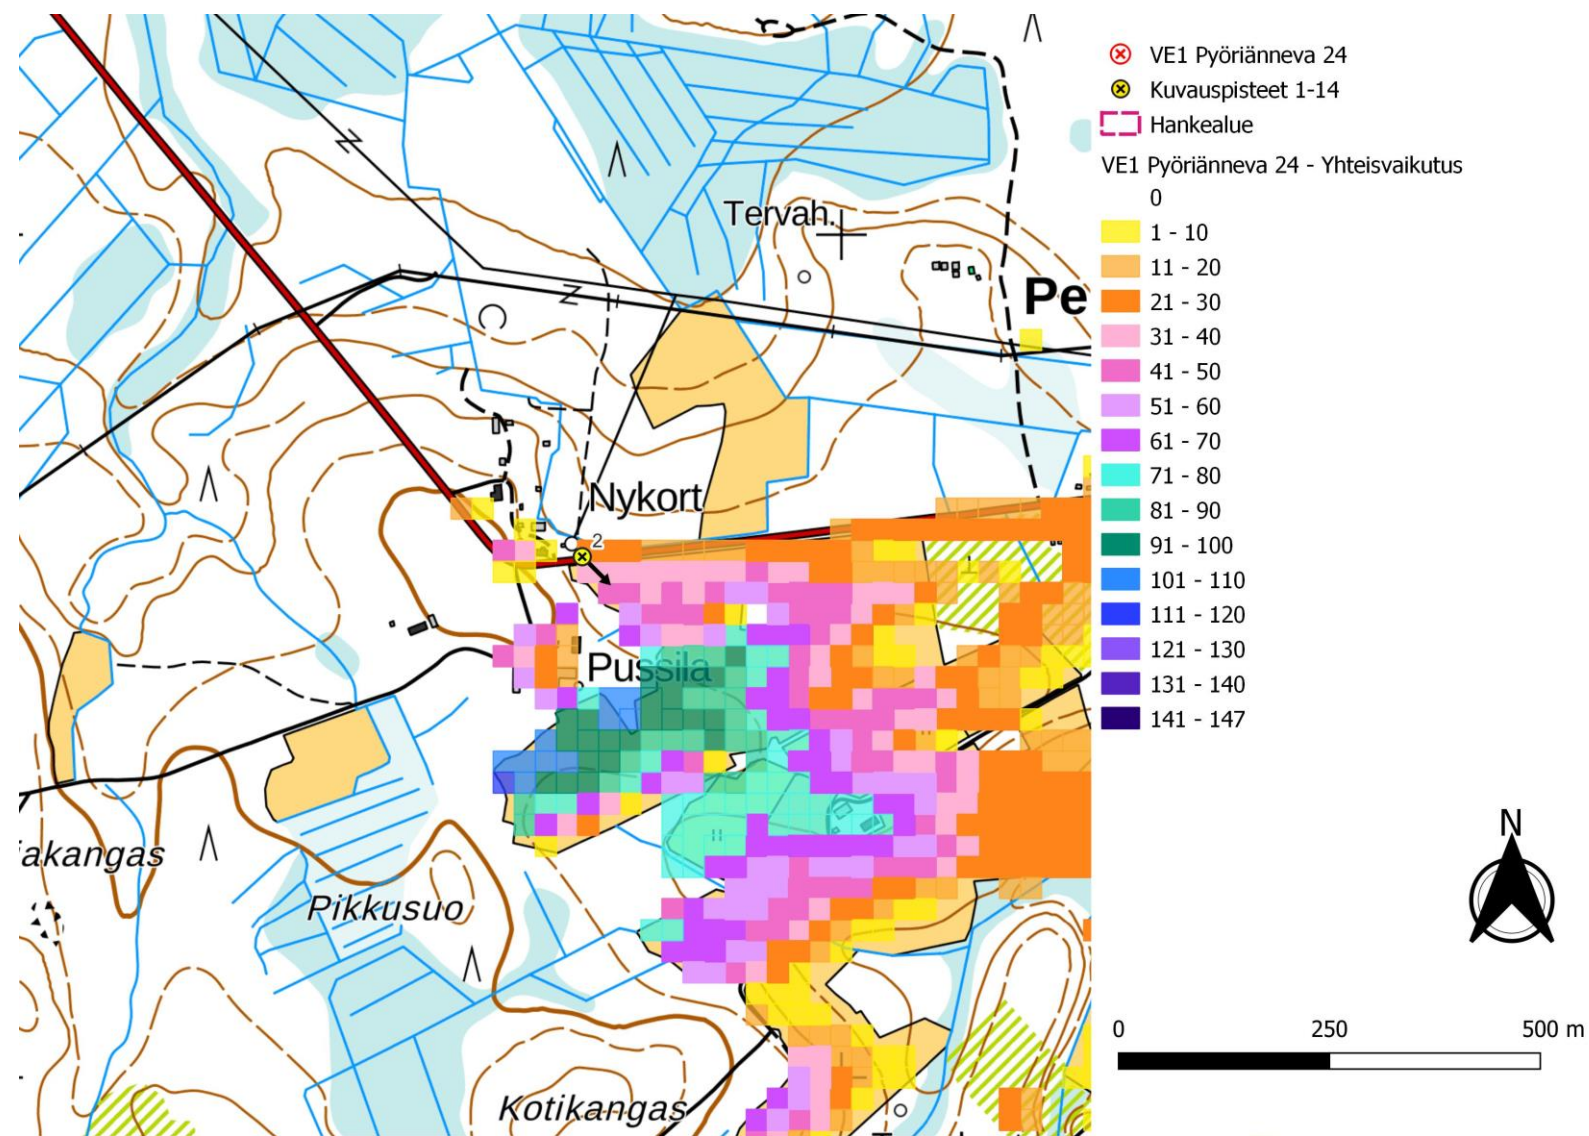 VE1 Pyöriänneva 24
Kuvauspisteet 1-14
Hankealue
VE1 Pyöriänneva 24 - Yhteisvaikutus
0
1 - 10
11 - 20
21 - 30
31 - 40
41 - 50
51 - 60
61 - 70
71 - 80
81 - 90
91 - 100
101 - 110
111 - 120
121 - 130
131 - 140
141 - 147
Tervah.
Pe
Nykort
2
Pussila
akangas
Pikkusuo
Kotikangas
N
0 250 500 m